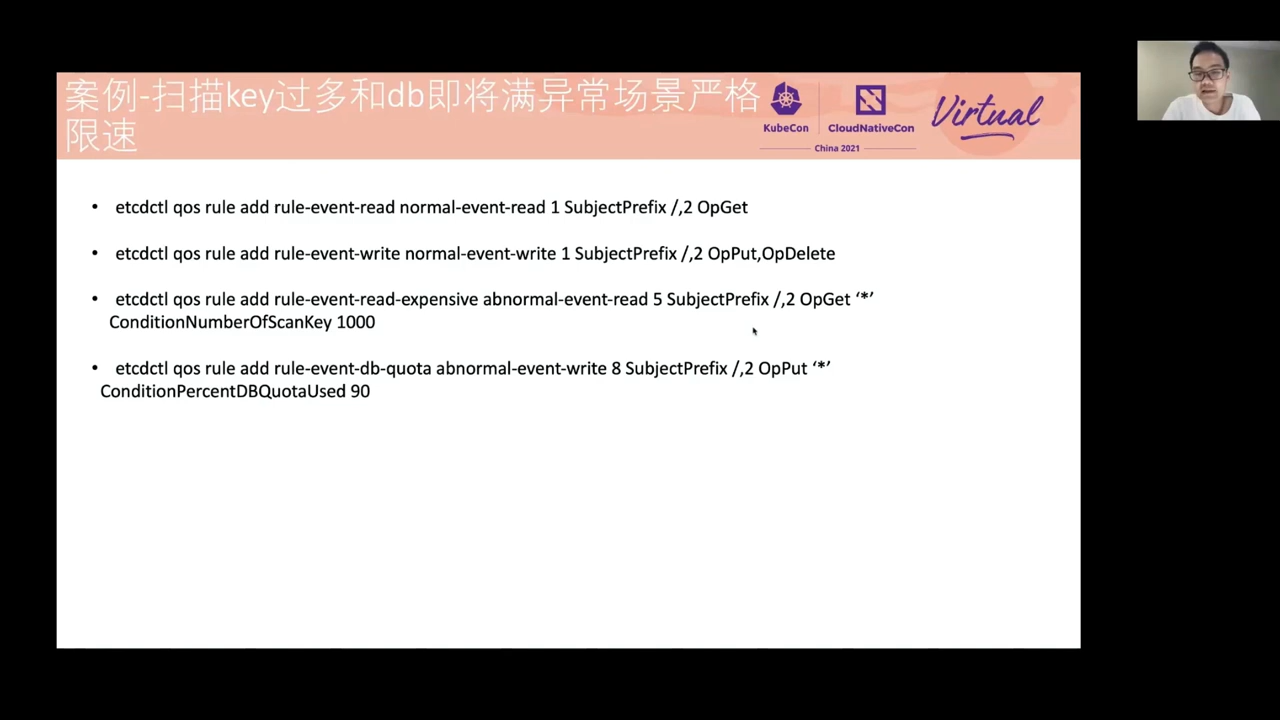 案例-扫描key过多和db即将满异常场景严格
限速
KubeCon
CloudNativeCon
China 2021
Virtual
• etcdctl qos rule add rule-event-read normal-event-read 1 SubjectPrefix /,2 OpGet
• etcdctl qos rule add rule-event-write normal-event-write 1 SubjectPrefix /,2 OpPut,OpDelete
• etcdctl qos rule add rule-event-read-expensive abnormal-event-read 5 SubjectPrefix /,2 OpGet ‘*’
ConditionNumberOfScanKey 1000
• etcdctl qos rule add rule-event-db-quota abnormal-event-write 8 SubjectPrefix /,2 OpPut ‘*’
ConditionPercentDBQuotaUsed 90